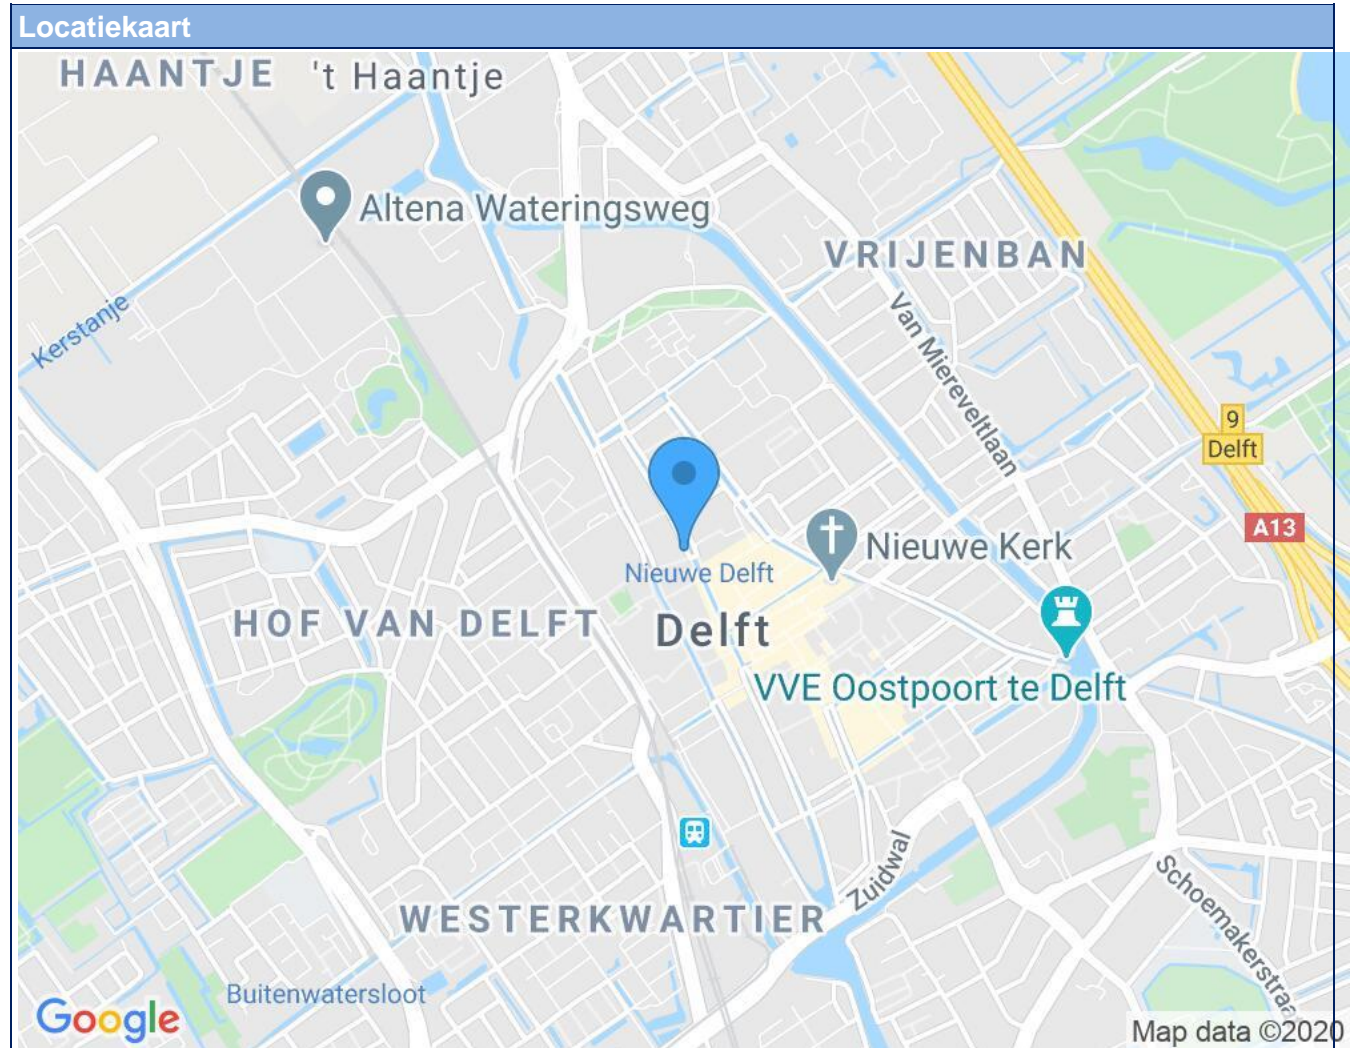 Locatiekaart
HAANTJE
't Haantje
Altena Wateringsweg
VRIJENBAN
Kerstanje
Van Miereveltlaan
9
Delft
A13
Nieuwe Kerk
Nieuwe Delft
HOF VAN DELFT
Delft
VVE Oostpoort te Delft
Zuidwal
Schoemakerstraa
WESTERKWARTIER
Buitenwatersloot
Google
Map data ©2020